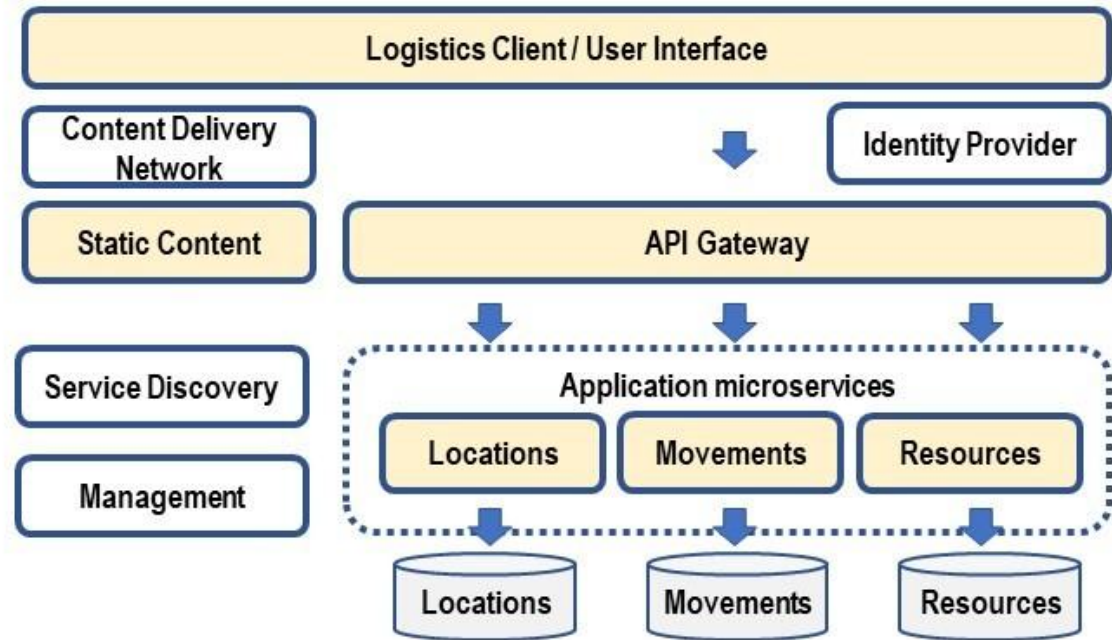 Logistics Client / User Interface
Content Delivery
Network
Identity Provider
Static Content
API Gateway
Service Discovery
Application microservices
Locations
Movements
Resources
Management
Locations
Movements
Resources